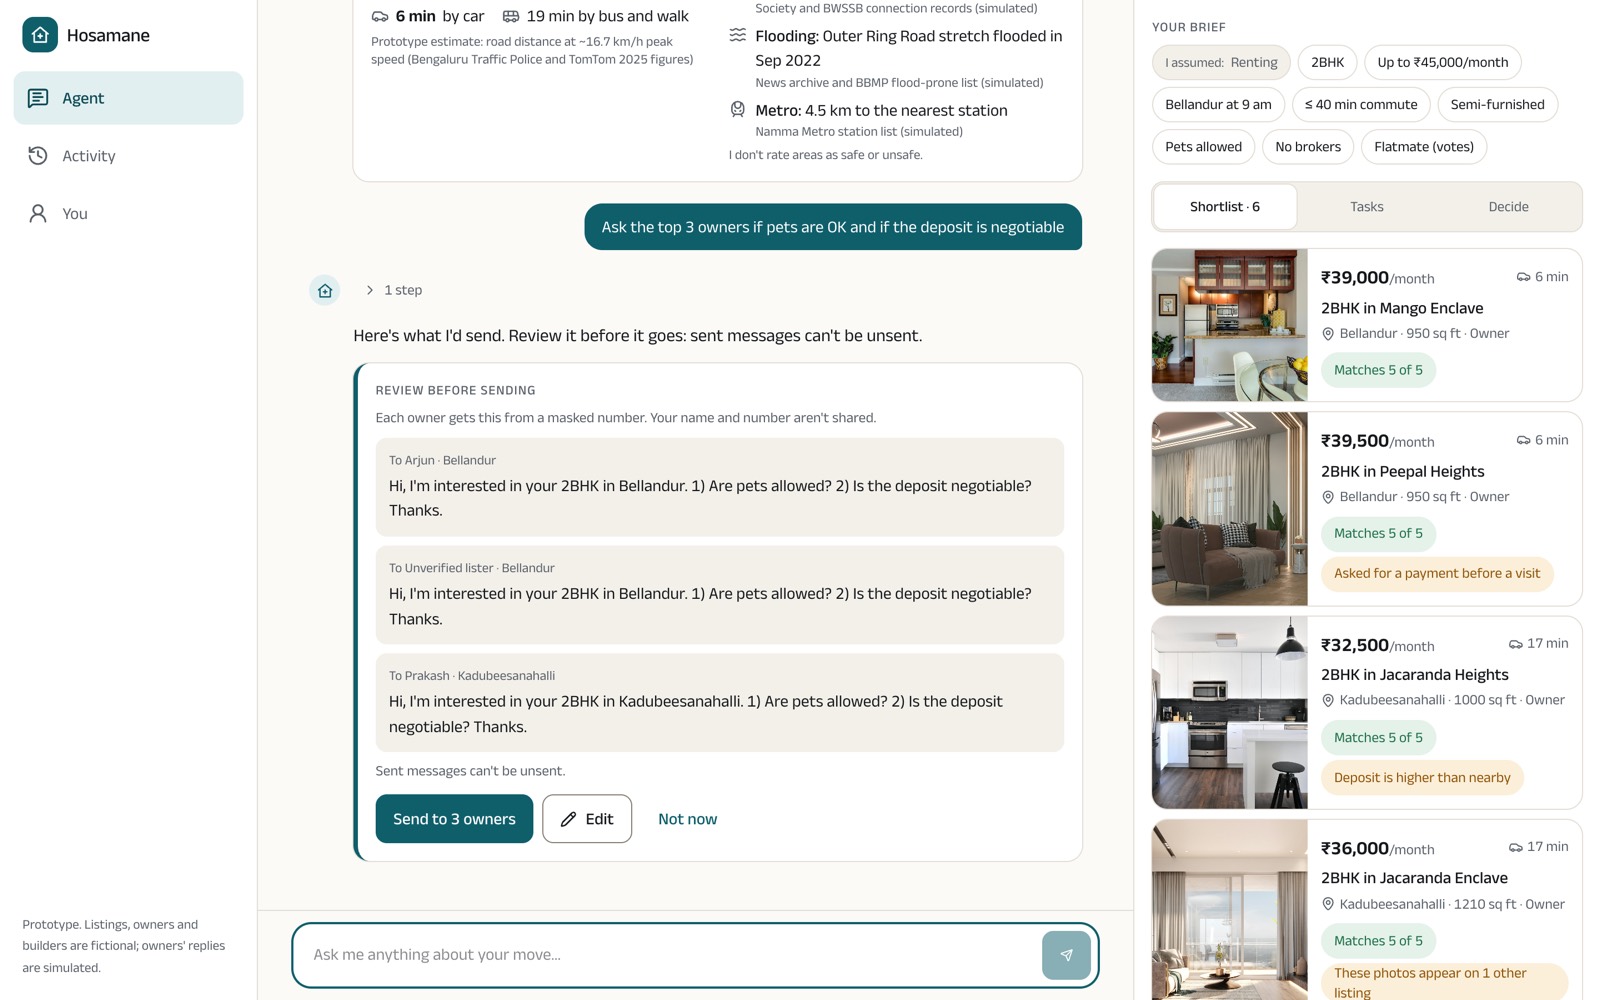 Hosamane
Agent
Activity
You
Prototype. Listings, owners and
builders are fictional; owners' replies
are simulated.
6 min by car 19 min by bus and walk
Prototype estimate: road distance at ~16.7 km/h peak
speed (Bengaluru Traffic Police and TomTom 2025 figures)
Society and BWSSB connection records (simulated)
Flooding: Outer Ring Road stretch flooded in
Sep 2022
News archive and BBMP flood-prone list (simulated)
Metro: 4.5 km to the nearest station
Namma Metro station list (simulated)
I don't rate areas as safe or unsafe.
Ask the top 3 owners if pets are OK and if the deposit is negotiable
1 step
Here's what I'd send. Review it before it goes: sent messages can't be unsent.
REVIEW BEFORE SENDING
Each owner gets this from a masked number. Your name and number aren't shared.
To Arjun · Bellandur
Hi, I'm interested in your 2BHK in Bellandur. 1) Are pets allowed? 2) Is the deposit negotiable?
Thanks.
To Unverified lister · Bellandur
Hi, I'm interested in your 2BHK in Bellandur. 1) Are pets allowed? 2) Is the deposit negotiable?
Thanks.
To Prakash · Kadubeesanahalli
Hi, I'm interested in your 2BHK in Kadubeesanahalli. 1) Are pets allowed? 2) Is the deposit
negotiable? Thanks.
Sent messages can't be unsent.
Send to 3 owners Edit Not now
Ask me anything about your move...
YOUR BRIEF
I assumed: Renting 2BHK Up to ₹45,000/month
Bellandur at 9 am ≤ 40 min commute Semi-furnished
Pets allowed No brokers Flatmate (votes)
Shortlist · 6 Tasks Decide
₹39,000/month 6 min
2BHK in Mango Enclave
Bellandur · 950 sq ft · Owner
Matches 5 of 5
₹39,500/month 6 min
2BHK in Peepal Heights
Bellandur · 950 sq ft · Owner
Matches 5 of 5
Asked for a payment before a visit
₹32,500/month 17 min
2BHK in Jacaranda Heights
Kadubeesanahalli · 1000 sq ft · Owner
Matches 5 of 5
Deposit is higher than nearby
₹36,000/month 17 min
2BHK in Jacaranda Enclave
Kadubeesanahalli · 1210 sq ft · Owner
Matches 5 of 5
These photos appear on 1 other
listing